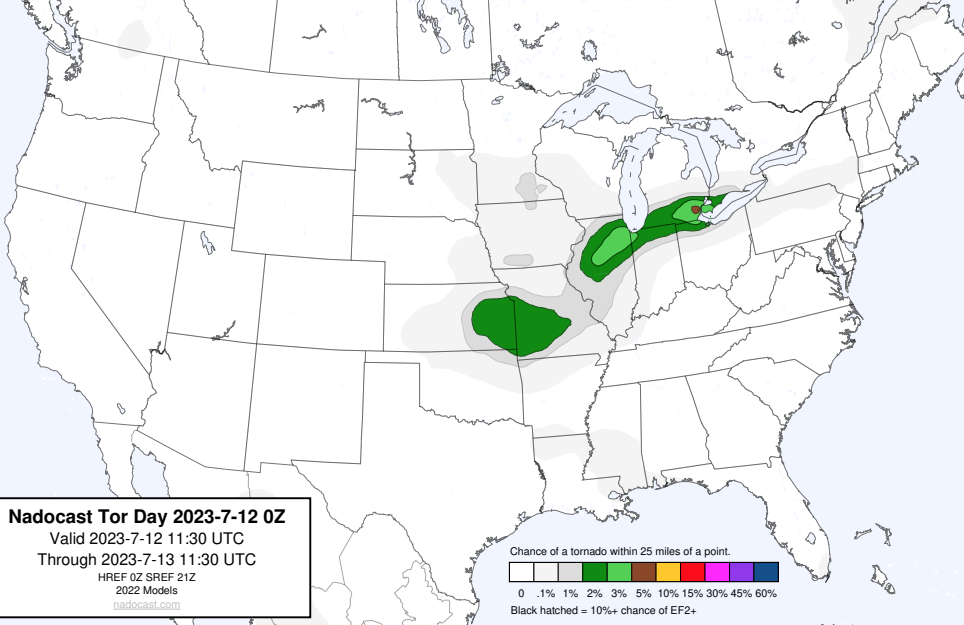 Nadocast Tor Day 2023-7-12 0Z
Valid 2023-7-12 11:30 UTC
Through 2023-7-13 11:30 UTC
HREF 0Z SREF 21Z
2022 Models
nadocast.com
Chance of a tornado within 25 miles of a point.
0 .1% 1% 2% 3% 5% 10% 15% 30% 45% 60%
Black hatched = 10%+ chance of EF2+